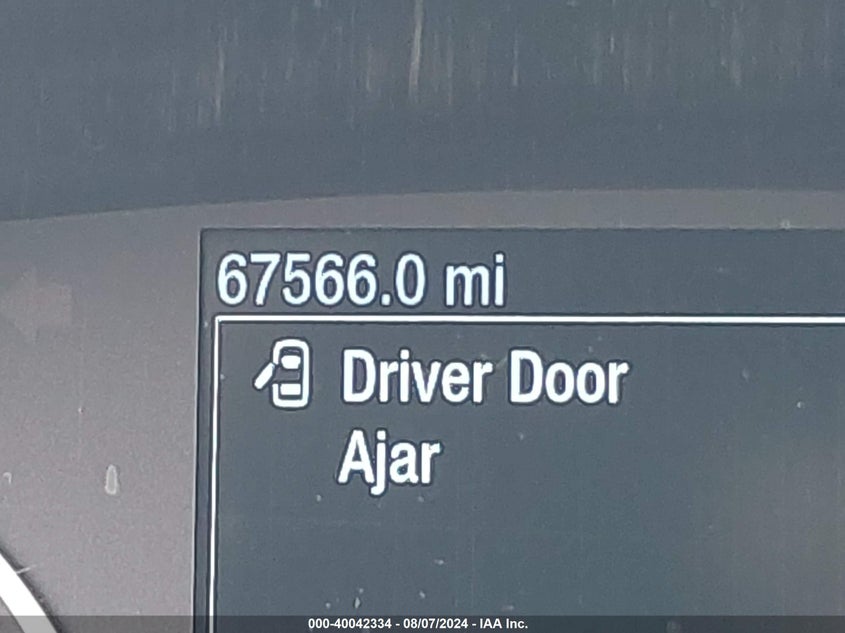 67566.0 mi
Driver Door
Ajar
000-40042334 - 08/07/2024 - IAA Inc.